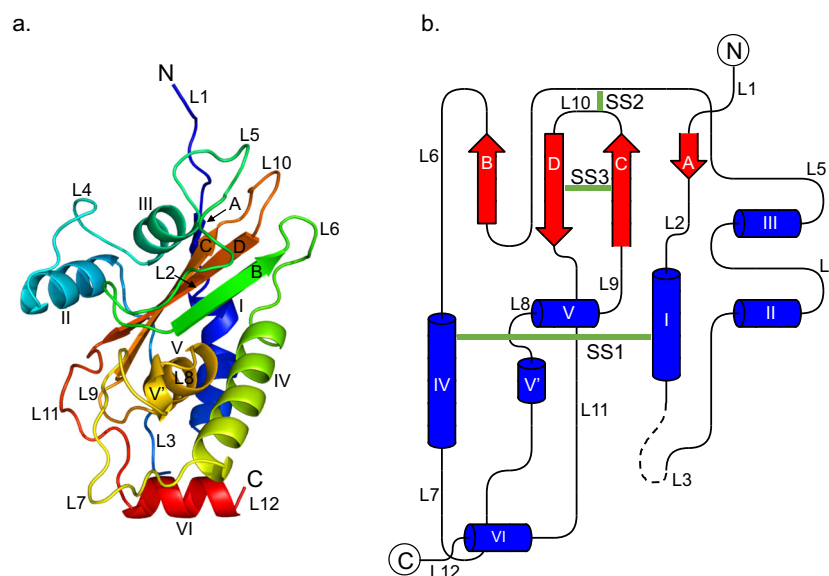 a.
b.
N
L1
L5
L10
L4
III
A
L6
C
D
L2
B
II
I
V
L8
IV
V'
L9
L11
L3
C
L7
L12
VI
N
L1
L10
SS2
L6
B
D
C
A
L5
SS3
L2
III
L8
V
L9
I
L
II
SS1
IV
V'
L11
L3
L7
VI
C
L12